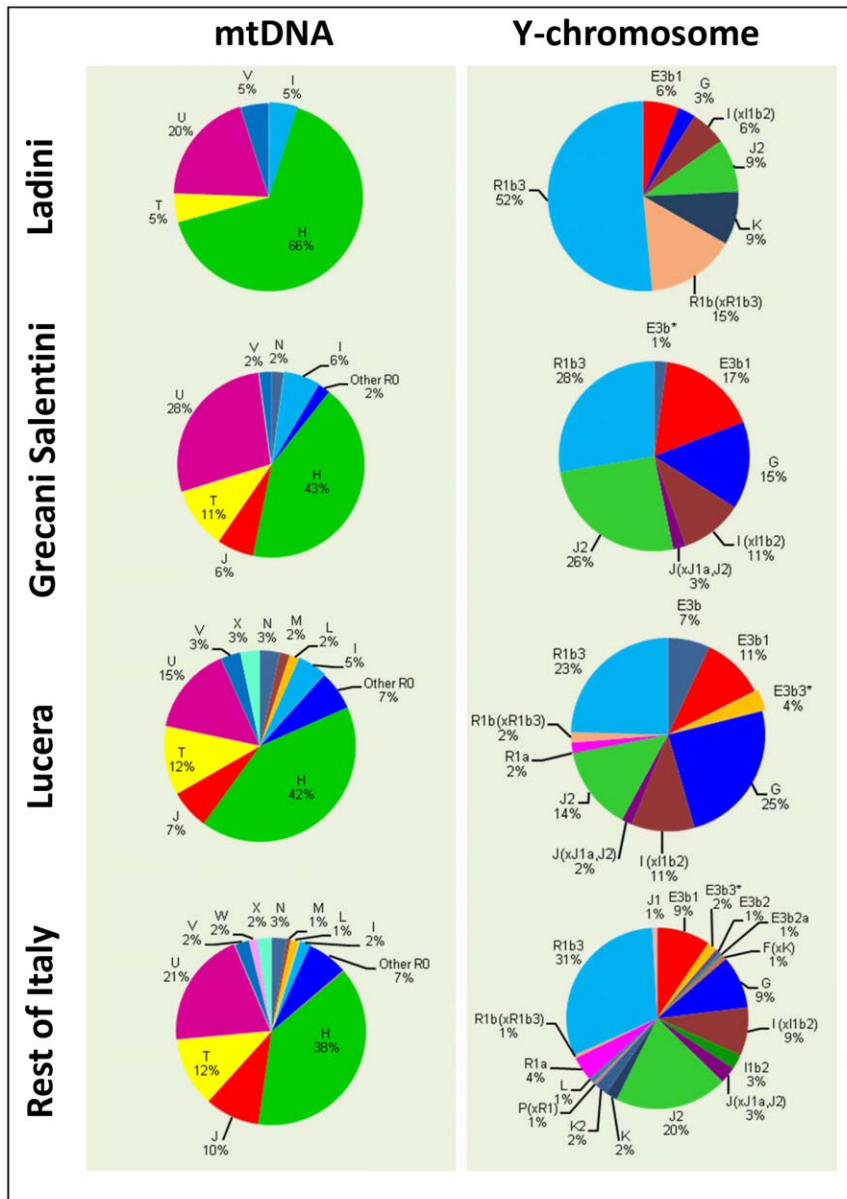 mtDNA
Y-chromosome
Ladini
V
5%
I
5%
U
20%
T
5%
H
66%
E3b1
6%
G
3%
I (xI1b2)
6%
J2
9%
K
9%
R1b(xR1b3)
15%
R1b3
52%
Grecani Salentini
V
2%
N
2%
I
6%
Other R0
2%
U
28%
T
11%
J
6%
H
43%
E3b*
1%
E3b1
17%
R1b3
28%
G
15%
I (xI1b2)
11%
J(xJ1a,J2)
3%
J2
26%
Lucera
V
3%
X
3%
N
3%
M
2%
L
2%
I
5%
Other R0
7%
U
15%
T
12%
J
7%
H
42%
E3b
7%
E3b1
11%
E3b3*
4%
R1b3
23%
R1b(xR1b3)
2%
R1a
2%
J2
14%
J(xJ1a,J2)
2%
I (xI1b2)
11%
G
25%
Rest of Italy
V
2%
W
2%
X
2%
N
3%
M
1%
L
1%
I
2%
Other R0
7%
U
21%
T
12%
J
10%
H
38%
J1
1%
E3b1
9%
E3b3*
2%
E3b2
1%
E3b2a
1%
F(xK)
1%
G
9%
I (xI1b2)
9%
I1b2
3%
J(xJ1a,J2)
3%
J2
20%
K
2%
K2
2%
P(xR1)
1%
L
1%
R1a
4%
R1b(xR1b3)
1%
R1b3
31%